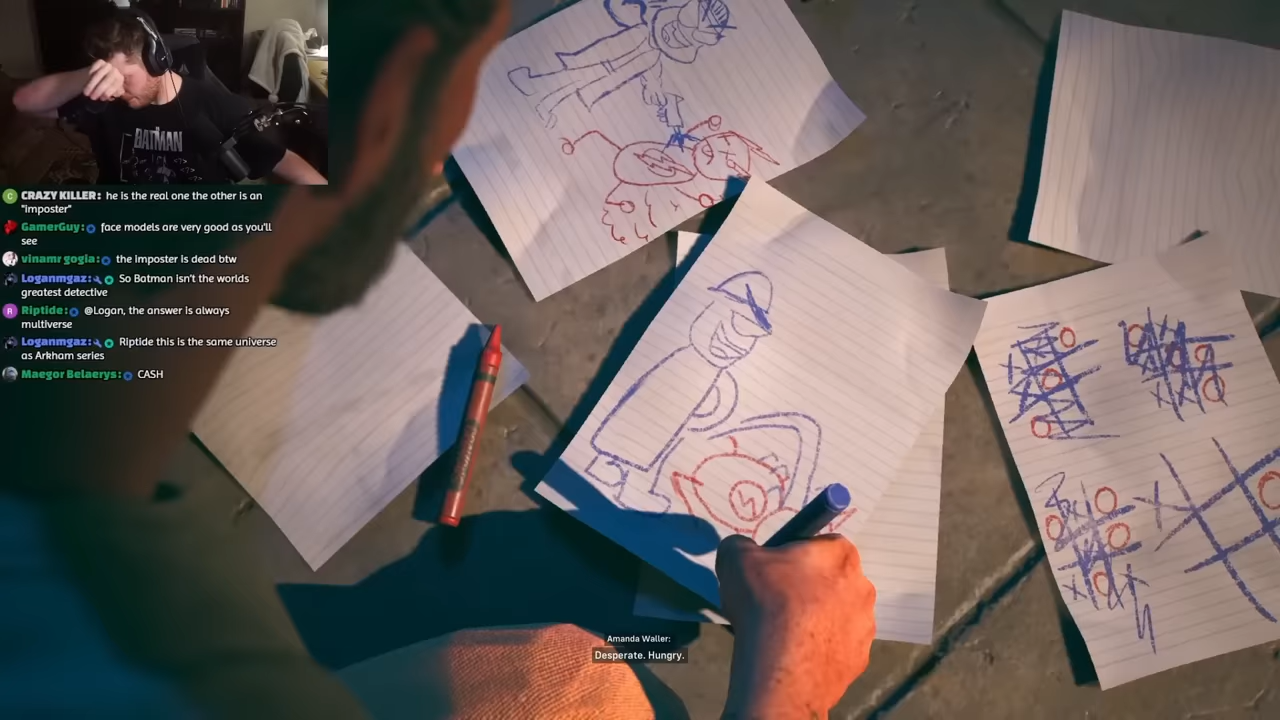 BATMAN
CRAZY KILLER: he is the real one the other is an
"Imposter"
GamerGuy: face models are very good as you'll
see
vinamr gogia: the imposter is dead btw
Loganmgaz: So Batman isn't the worlds
greatest detective
Riptide: @Logan, the answer is always
multiverse
Loganmgaz: Riptide this is the same universe
as Arkham series
Maegor Belaerys: CASH
Amanda Waller:
Desperate. Hungry.